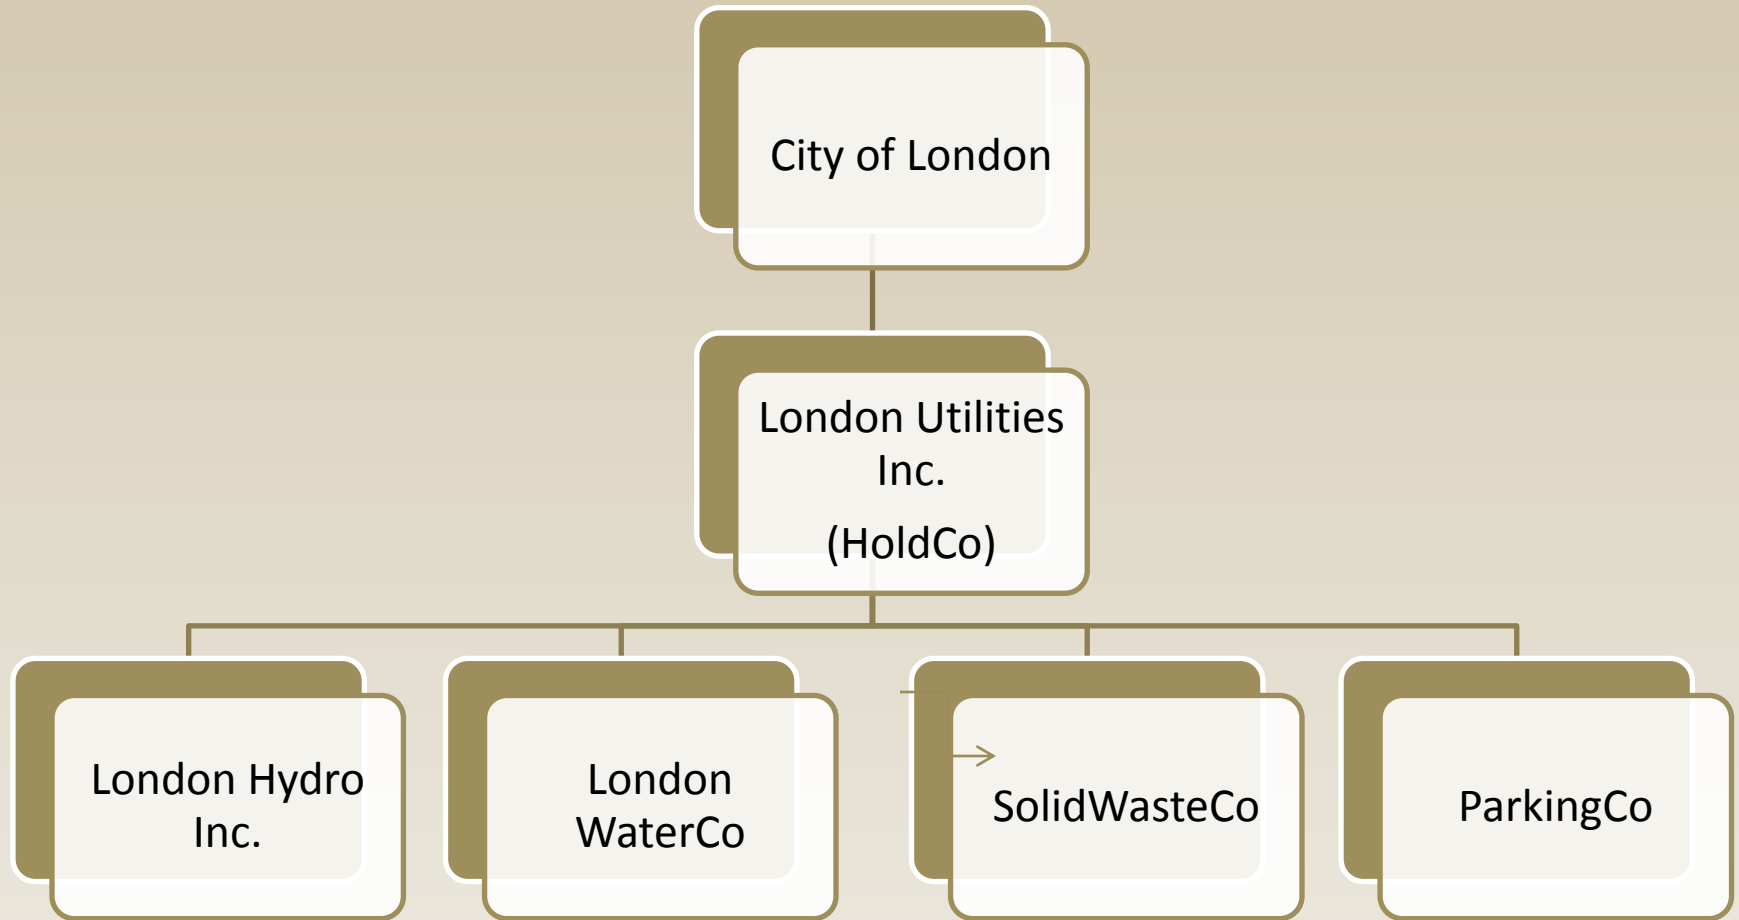 City of London
London Utilities
Inc.
(HoldCo)
London Hydro
Inc.
London
WaterCo
SolidWasteCo
ParkingCo